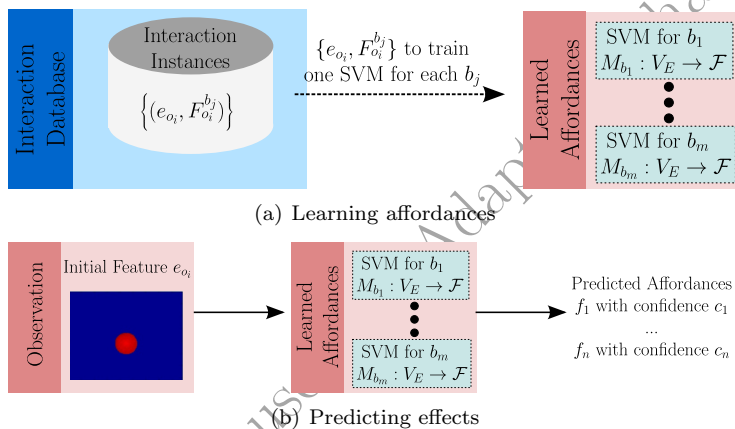 Interaction
Database
Interaction
Instances
{(e_{o_i}, F_{o_i}^{b_j})}
{e_{o_i}, F_{o_i}^{b_j}} to train
one SVM for each b_j
Learned
Affordances
SVM for b_1
M_{b_1} : V_E → F
SVM for b_m
M_{b_m} : V_E → F
(a) Learning affordances
Observation
Initial Feature e_{o_i}
Learned
Affordances
SVM for b_1
M_{b_1} : V_E → F
SVM for b_m
M_{b_m} : V_E → F
Predicted Affordances
f_1 with confidence c_1
...
f_n with confidence c_n
(b) Predicting effects